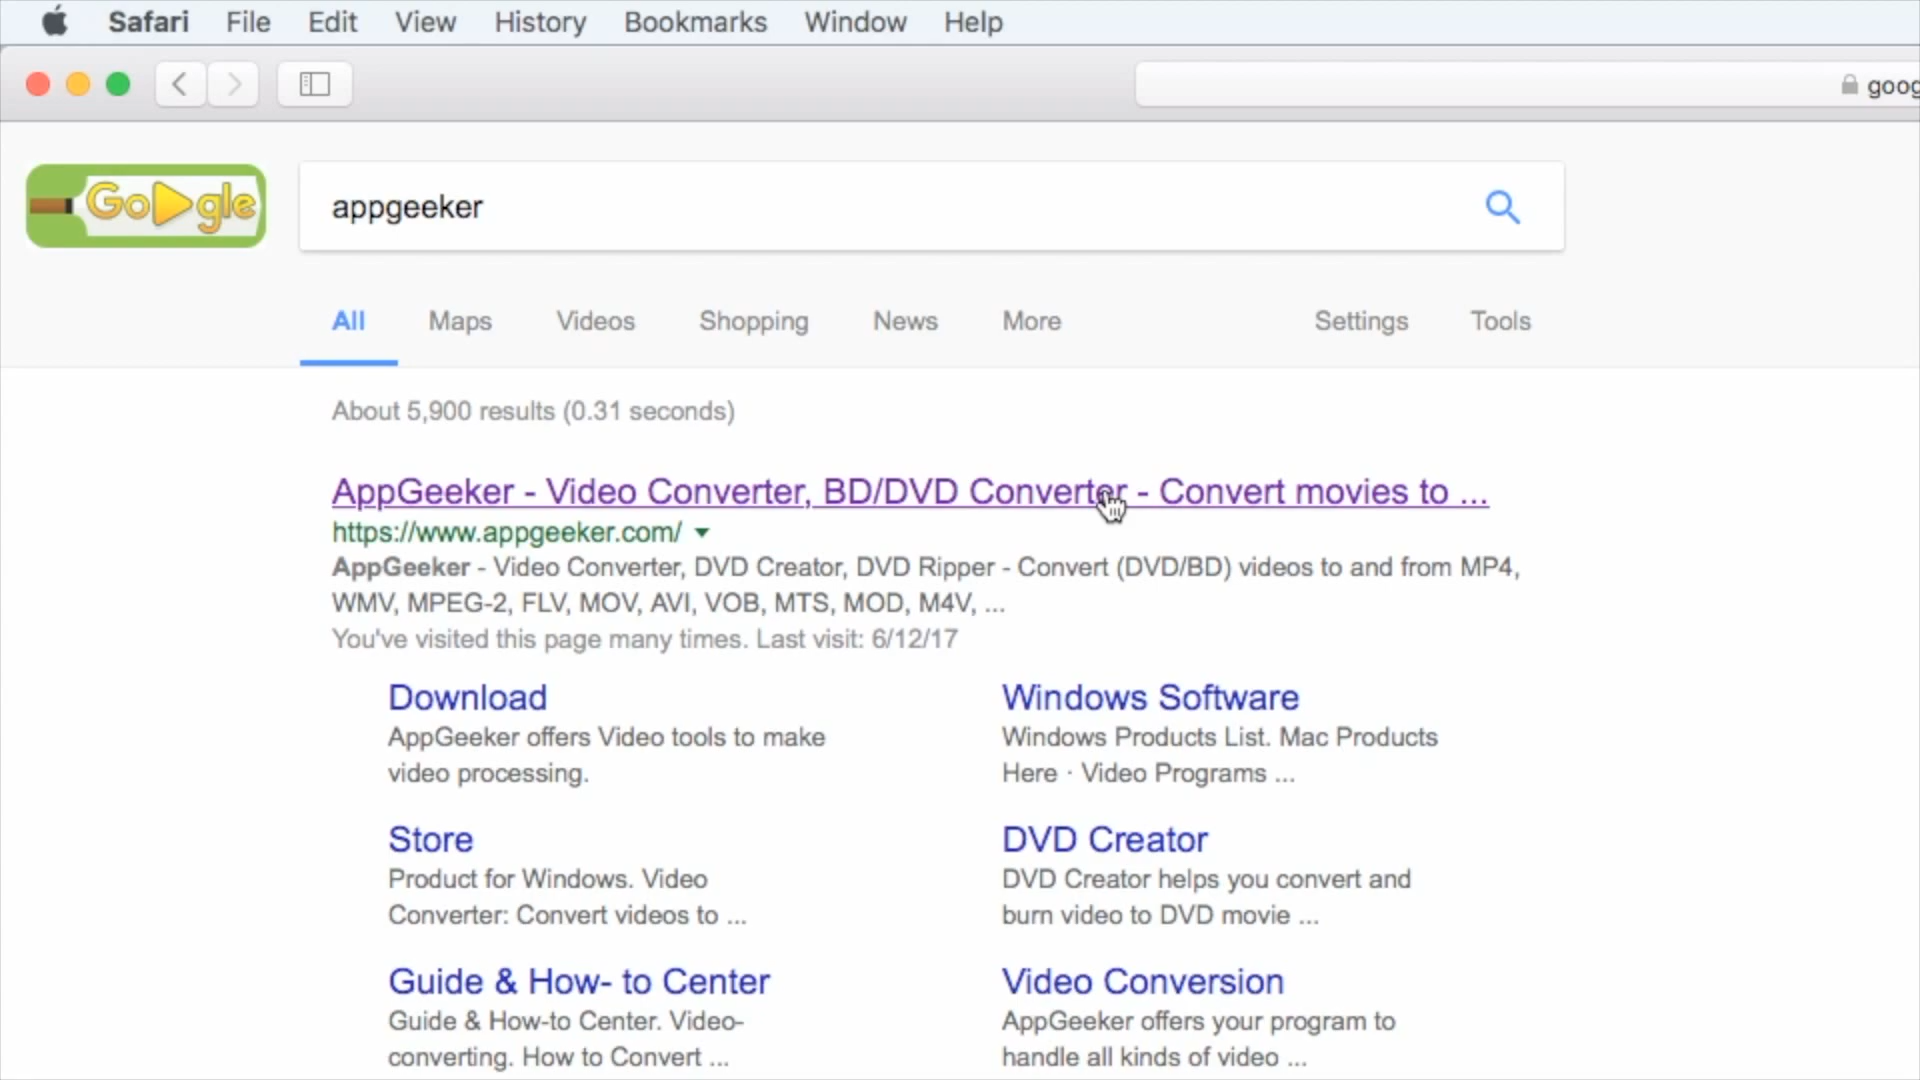 Safari File Edit View History Bookmarks Window Help
goog
Google
appgeeker
All Maps Videos Shopping News More Settings Tools
About 5,900 results (0.31 seconds)
AppGeeker - Video Converter, BD/DVD Converter - Convert movies to ...
https://www.appgeeker.com/
AppGeeker - Video Converter, DVD Creator, DVD Ripper - Convert (DVD/BD) videos to and from MP4,
WMV, MPEG-2, FLV, MOV, AVI, VOB, MTS, MOD, M4V, ...
You've visited this page many times. Last visit: 6/12/17
Download
AppGeeker offers Video tools to make
video processing.
Windows Software
Windows Products List. Mac Products
Here · Video Programs ...
Store
Product for Windows. Video
Converter: Convert videos to ...
DVD Creator
DVD Creator helps you convert and
burn video to DVD movie ...
Guide & How- to Center
Guide & How-to Center. Video-
converting. How to Convert ...
Video Conversion
AppGeeker offers your program to
handle all kinds of video ...